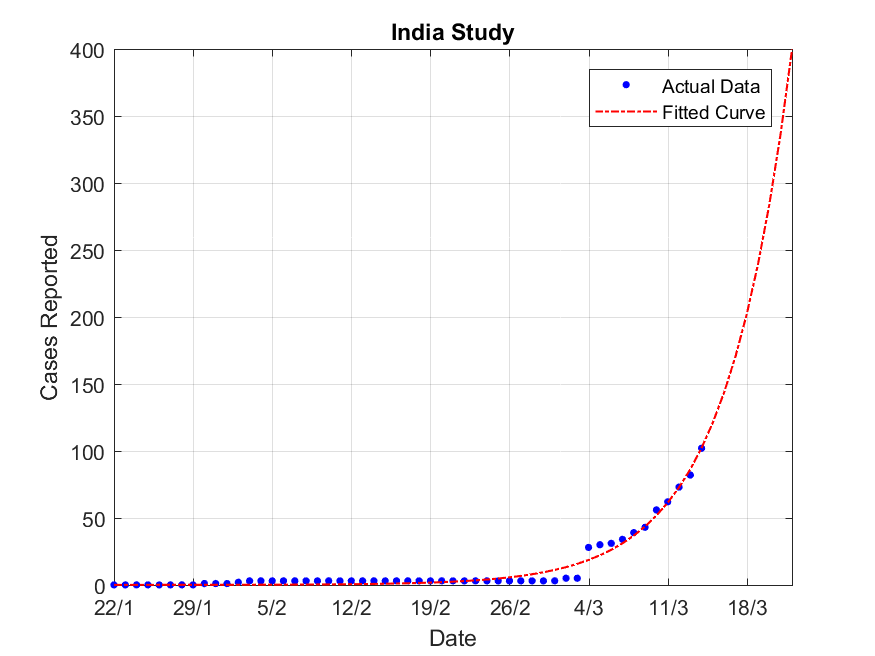 India Study
400
350
300
250
200
150
100
50
0
Cases Reported
Actual Data
Fitted Curve
22/1 29/1 5/2 12/2 19/2 26/2 4/3 11/3 18/3
Date